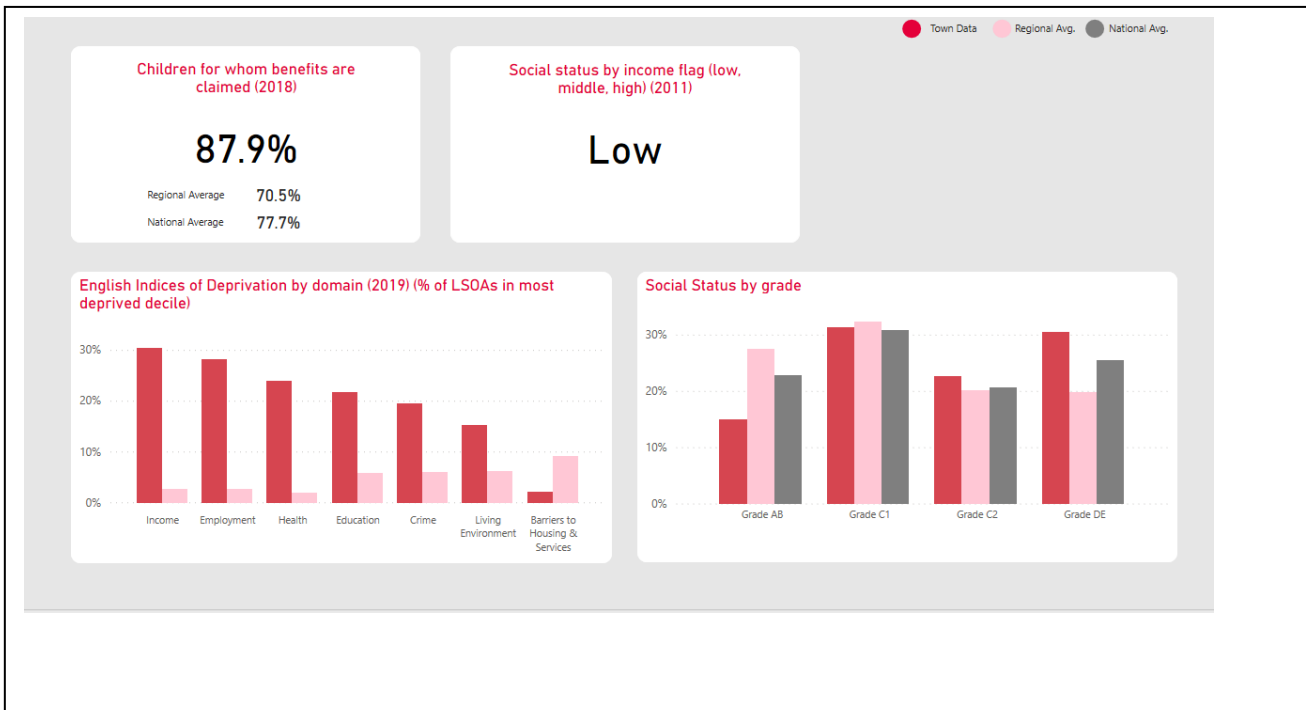 Town Data Regional Avg. National Avg.
Children for whom benefits are
claimed (2018)
87.9%
Regional Average 70.5%
National Average 77.7%
Social status by income flag (low,
middle, high) (2011)
Low
English Indices of Deprivation by domain (2019) (% of LSOAs in most
deprived decile)
30%
20%
10%
0%
Income Employment Health Education Crime Living
Environment Barriers to
Housing &
Services
Social Status by grade
30%
20%
10%
0%
Grade AB Grade C1 Grade C2 Grade DE